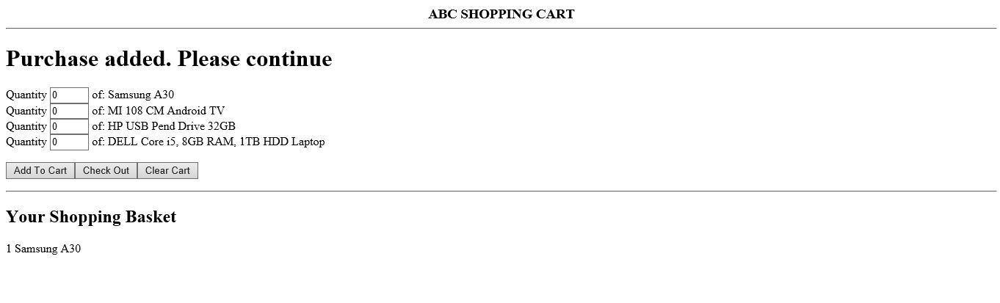 ABC SHOPPING CART
Purchase added. Please continue
Quantity 0 of: Samsung A30
Quantity 0 of: MI 108 CM Android TV
Quantity 0 of: HP USB Pend Drive 32GB
Quantity 0 of: DELL Core i5, 8GB RAM, 1TB HDD Laptop
Add To Cart Check Out Clear Cart
Your Shopping Basket
1 Samsung A30